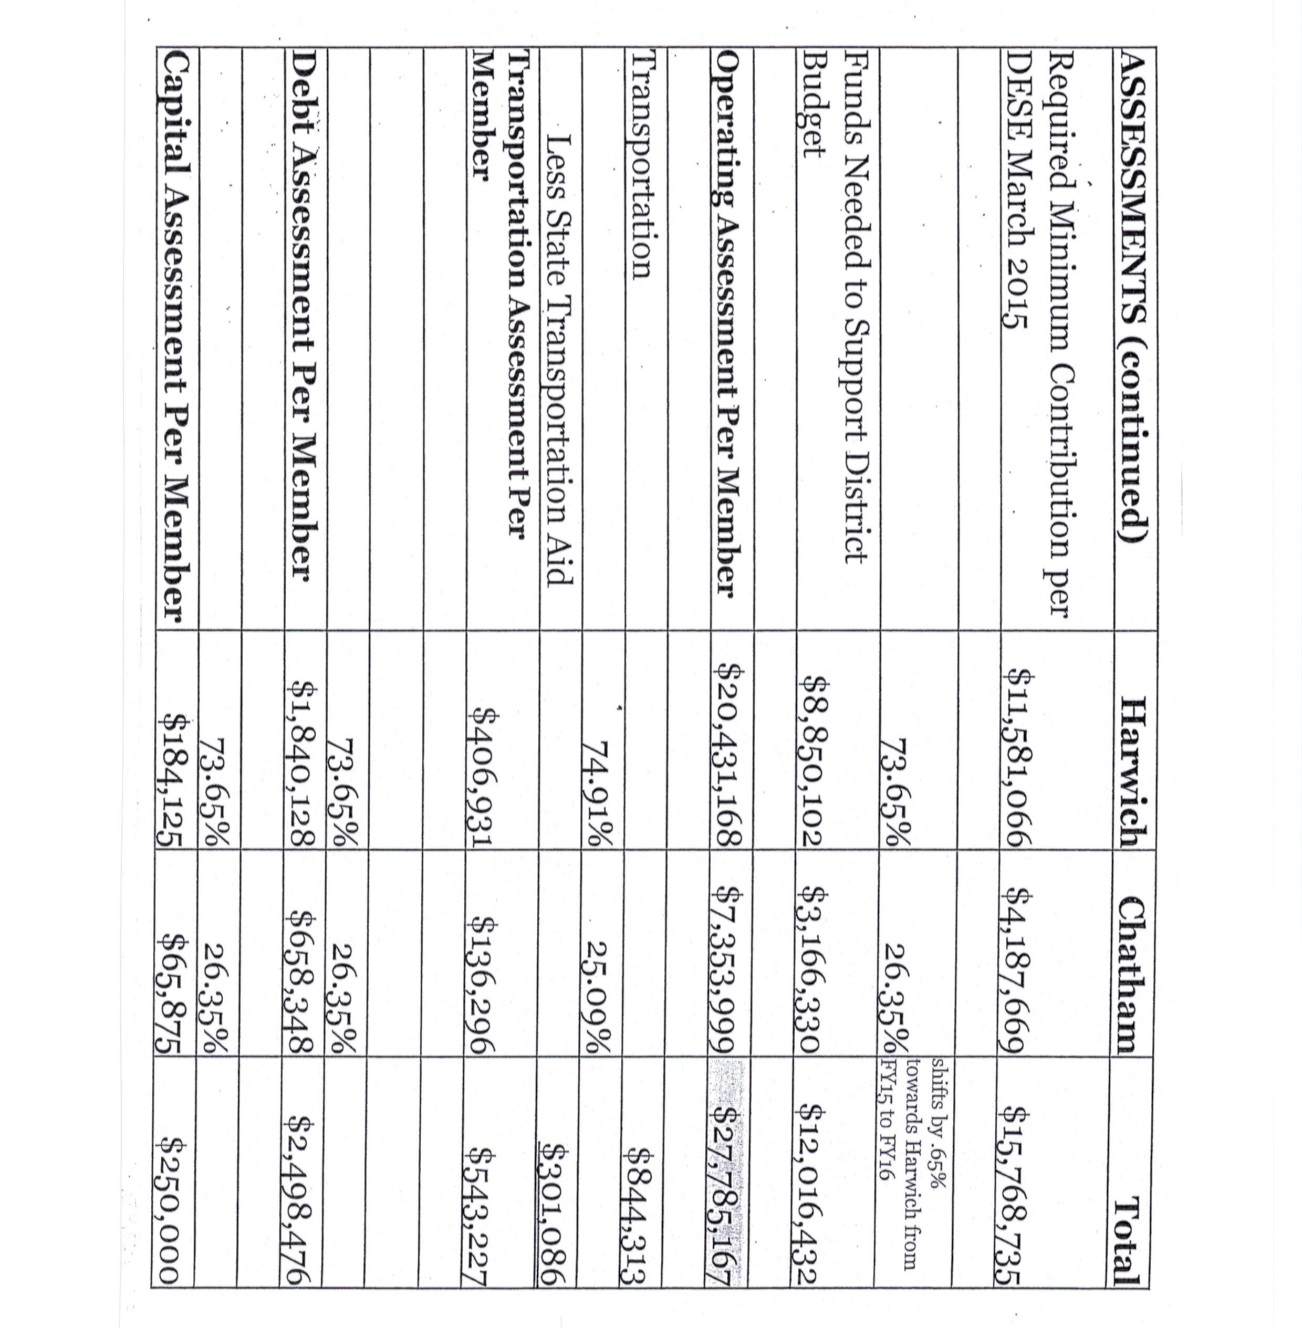 ASSESSMENTS (continued) Harwich Chatham Total
Required Minimum Contribution per
DESE March 2015 $11,581,066 $4,187,669 $15,768,735
shifts by .65%
towards Harwich from
73.65% 26.35% FY15 to FY16
Funds Needed to Support District
Budget $8,850,102 $3,166,330 $12,016,432
Operating Assessment Per Member $20,431,168 $7,353,999 $27,785,167
Transportation $844,313
74.91% 25.09%
Less State Transportation Aid $301,086
Transportation Assessment Per
Member $406,931 $136,296 $543,227
73.65% 26.35%
Debt Assessment Per Member $1,840,128 $658,348 $2,498,476
73.65% 26.35%
Capital Assessment Per Member $184,125 $65,875 $250,000